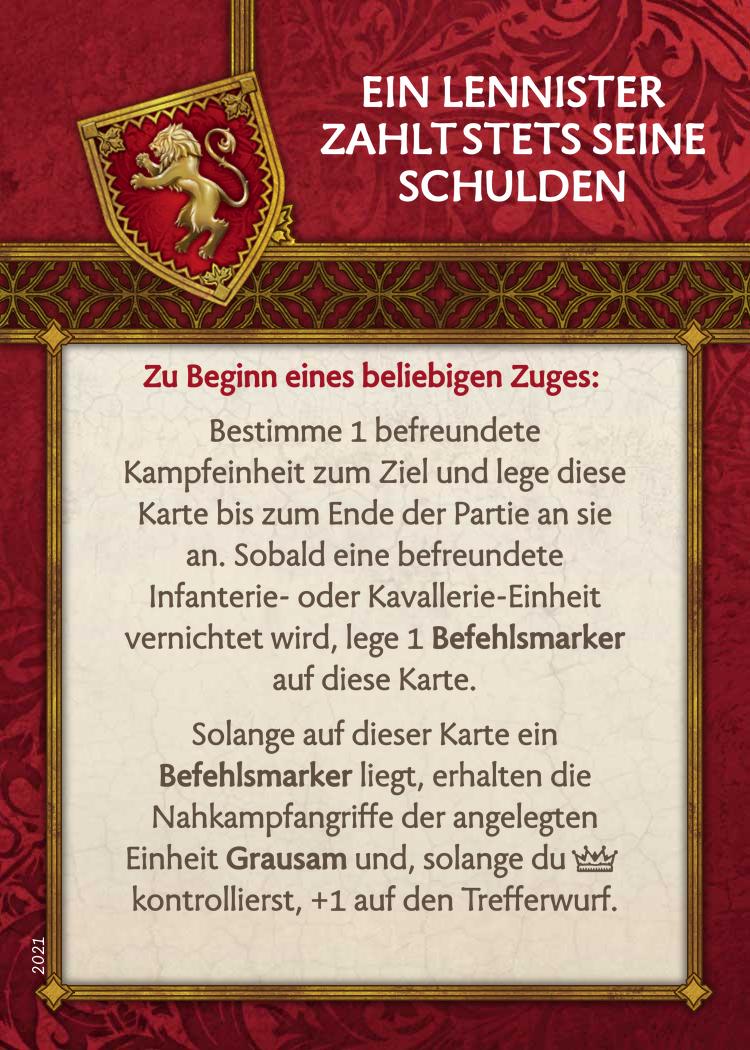 EIN LENNISTER
ZAHLT STETS SEINE
SCHULDEN
Zu Beginn eines beliebigen Zuges:
Bestimme 1 befreundete
Kampfeinheit zum Ziel und lege diese
Karte bis zum Ende der Partie an sie
an. Sobald eine befreundete
Infanterie- oder Kavallerie-Einheit
vernichtet wird, lege 1 Befehlsmarker
auf diese Karte.
Solange auf dieser Karte ein
Befehlsmarker liegt, erhalten die
Nahkampfangriffe der angelegten
Einheit Grausam und, solange du
kontrollierst, +1 auf den Trefferwurf.
2021